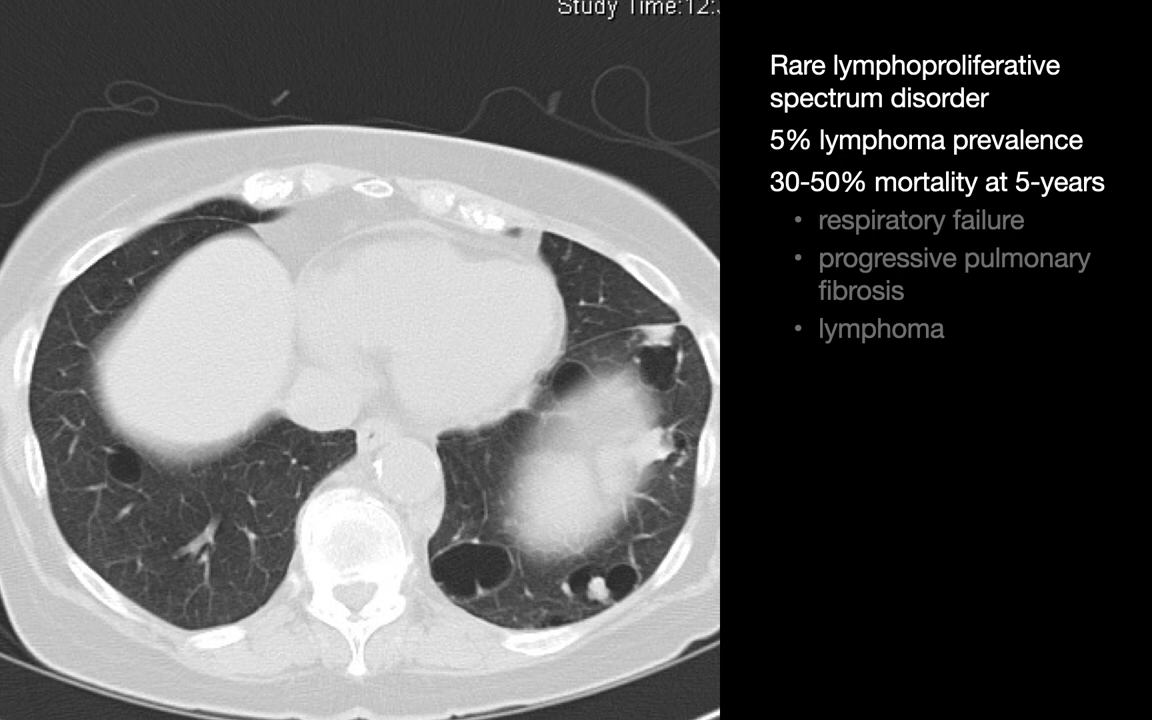 Study Time:12:
Rare lymphoproliferative
spectrum disorder
5% lymphoma prevalence
30-50% mortality at 5-years
• respiratory failure
• progressive pulmonary
fibrosis
• lymphoma